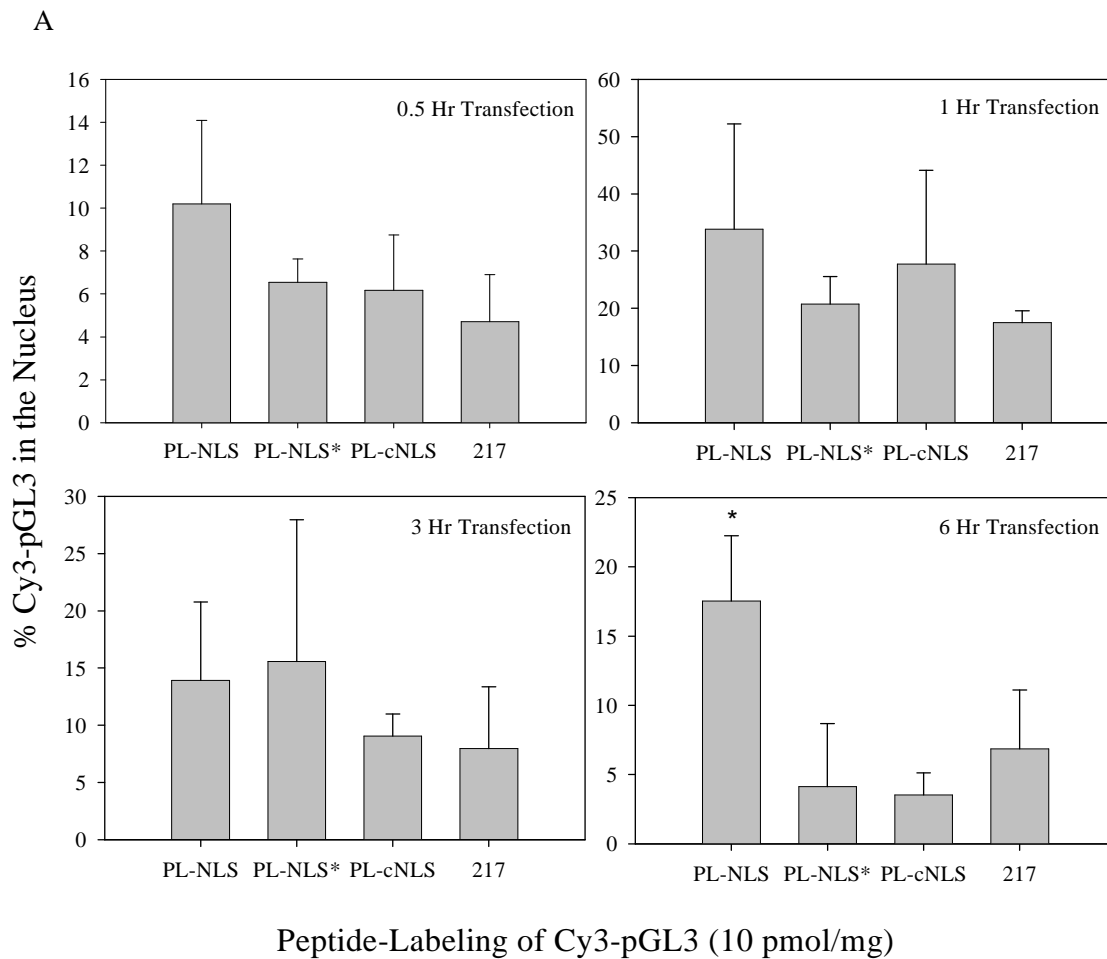 A
% Cy3-pGL3 in the Nucleus
0.5 Hr Transfection
16
14
12
10
8
6
4
2
0
PL-NLS PL-NLS* PL-cNLS 217
1 Hr Transfection
60
50
40
30
20
10
0
PL-NLS PL-NLS* PL-cNLS 217
3 Hr Transfection
30
25
20
15
10
5
0
PL-NLS PL-NLS* PL-cNLS 217
6 Hr Transfection
*
25
20
15
10
5
0
PL-NLS PL-NLS* PL-cNLS 217
Peptide-Labeling of Cy3-pGL3 (10 pmol/mg)